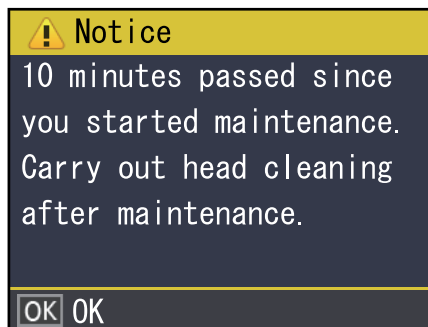 Notice
10 minutes passed since
you started maintenance.
Carry out head cleaning
after maintenance.
OK OK